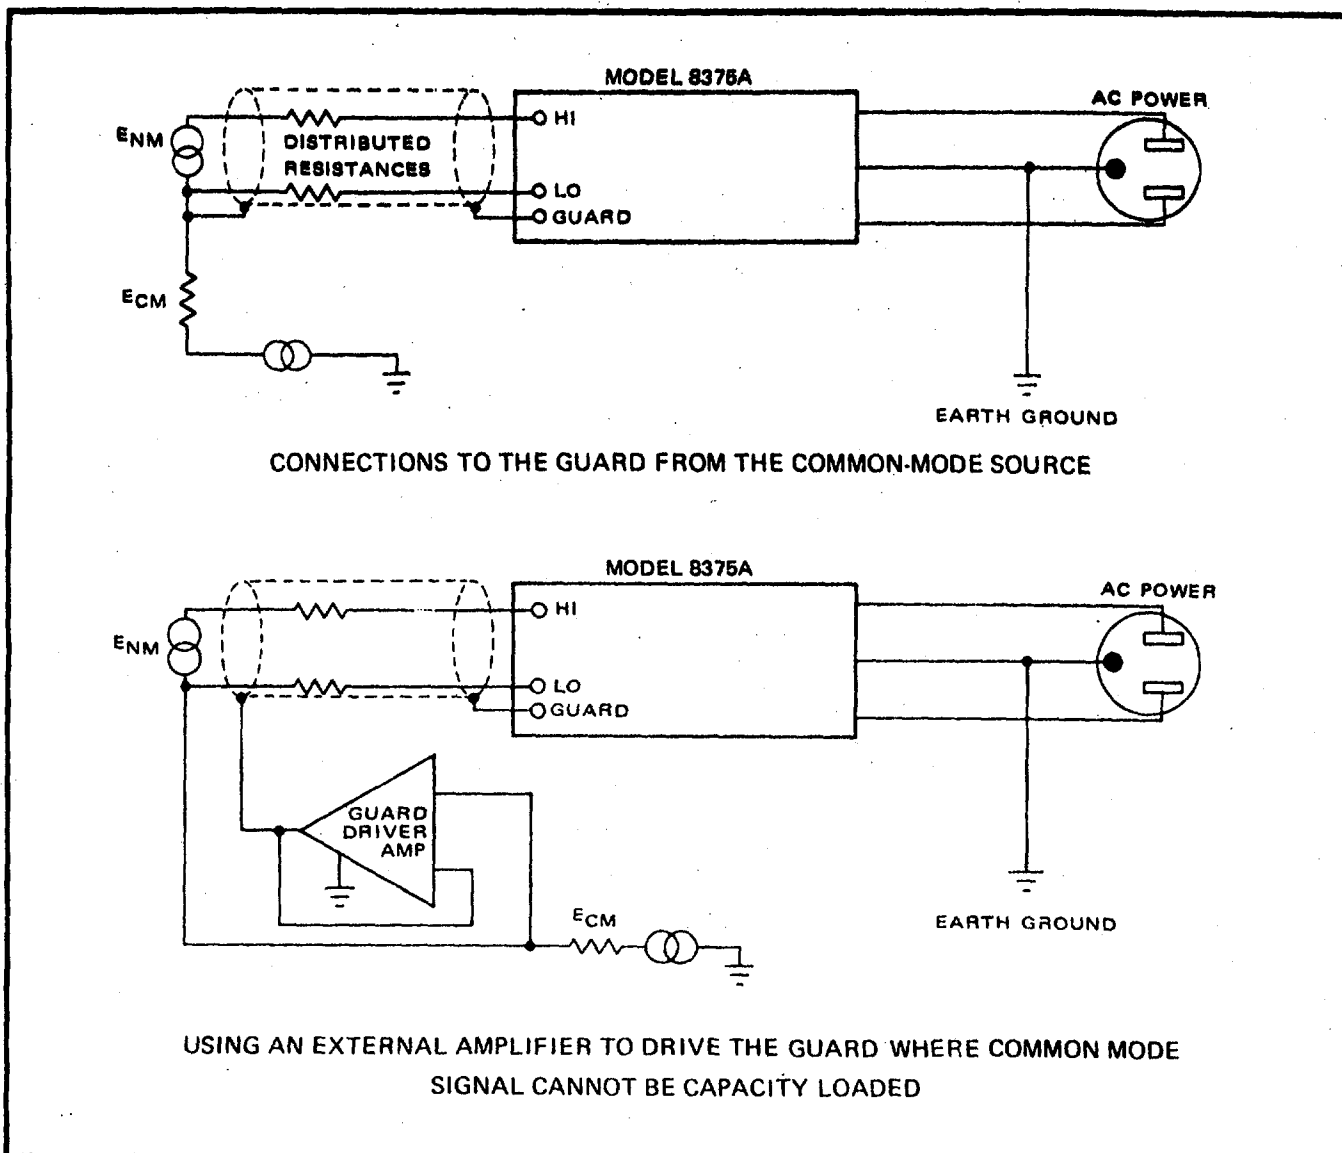 MODEL 8375A
AC POWER
HI
ENM
DISTRIBUTED
RESISTANCES
LO
GUARD
ECM
EARTH GROUND
CONNECTIONS TO THE GUARD FROM THE COMMON-MODE SOURCE
MODEL 8375A
AC POWER
HI
ENM
LO
GUARD
GUARD
DRIVER
AMP
ECM
EARTH GROUND
USING AN EXTERNAL AMPLIFIER TO DRIVE THE GUARD WHERE COMMON MODE
SIGNAL CANNOT BE CAPACITY LOADED